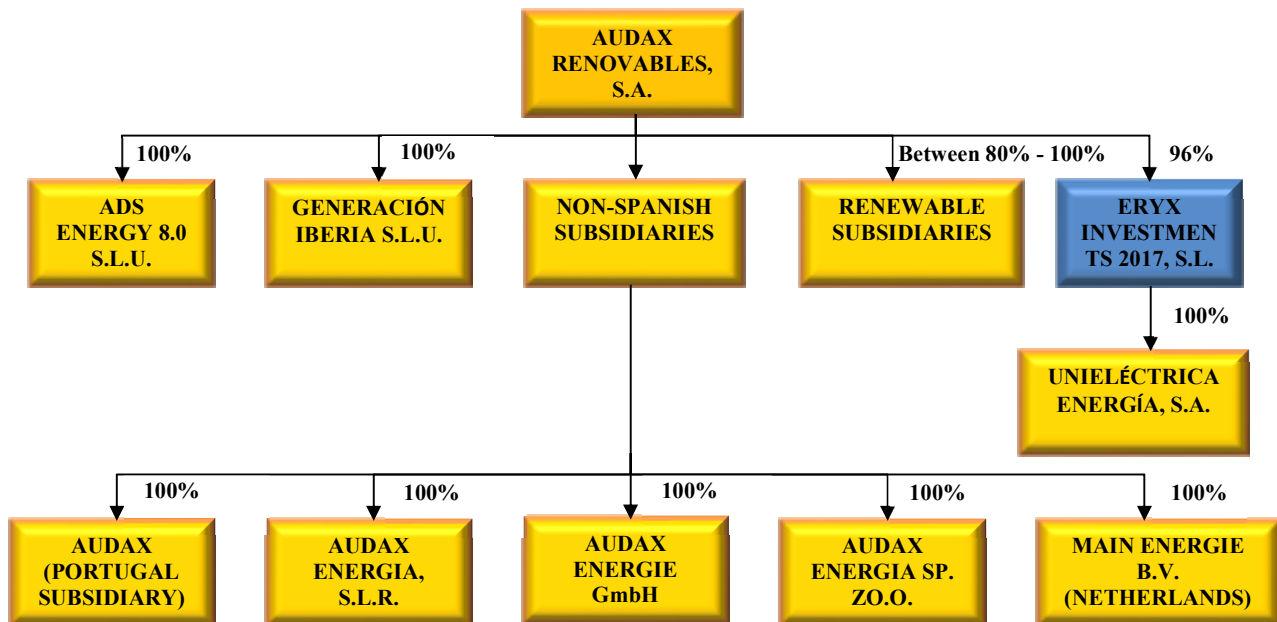 AUDAX
RENOVABLES,
S.A.
100%
100%
Between 80% - 100%
96%
ADS
ENERGY 8.0
S.L.U.
GENERACIÓN
IBERIA S.L.U.
NON-SPANISH
SUBSIDIARIES
RENEWABLE
SUBSIDIARIES
ERYX
INVESTMEN
TS 2017, S.L.
100%
UNIELÉCTRICA
ENERGÍA, S.A.
100%
100%
100%
100%
100%
AUDAX
(PORTUGAL
SUBSIDIARY)
AUDAX
ENERGIA,
S.L.R.
AUDAX
ENERGIE
GmbH
AUDAX
ENERGIA SP.
ZO.O.
MAIN ENERGIE
B.V.
(NETHERLANDS)